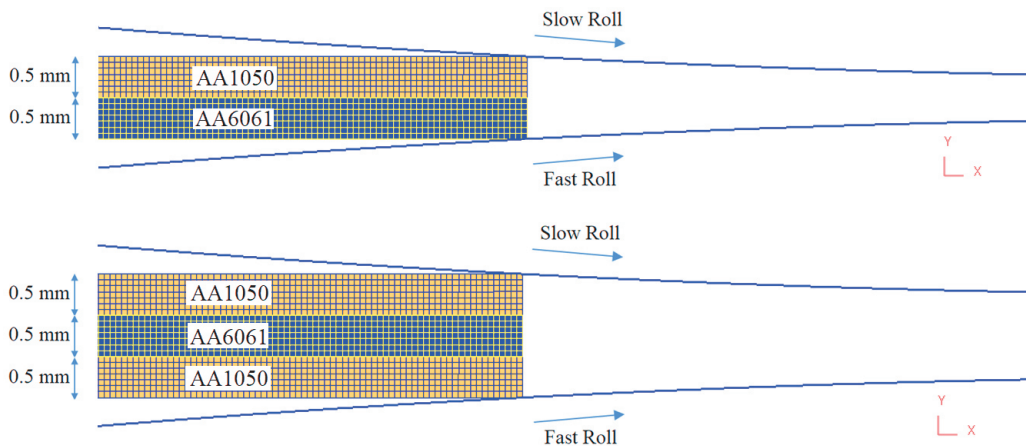 Slow Roll
0.5 mm
AA1050
0.5 mm
AA6061
Fast Roll
Y
X
Slow Roll
0.5 mm
AA1050
0.5 mm
AA6061
0.5 mm
AA1050
Fast Roll
Y
X